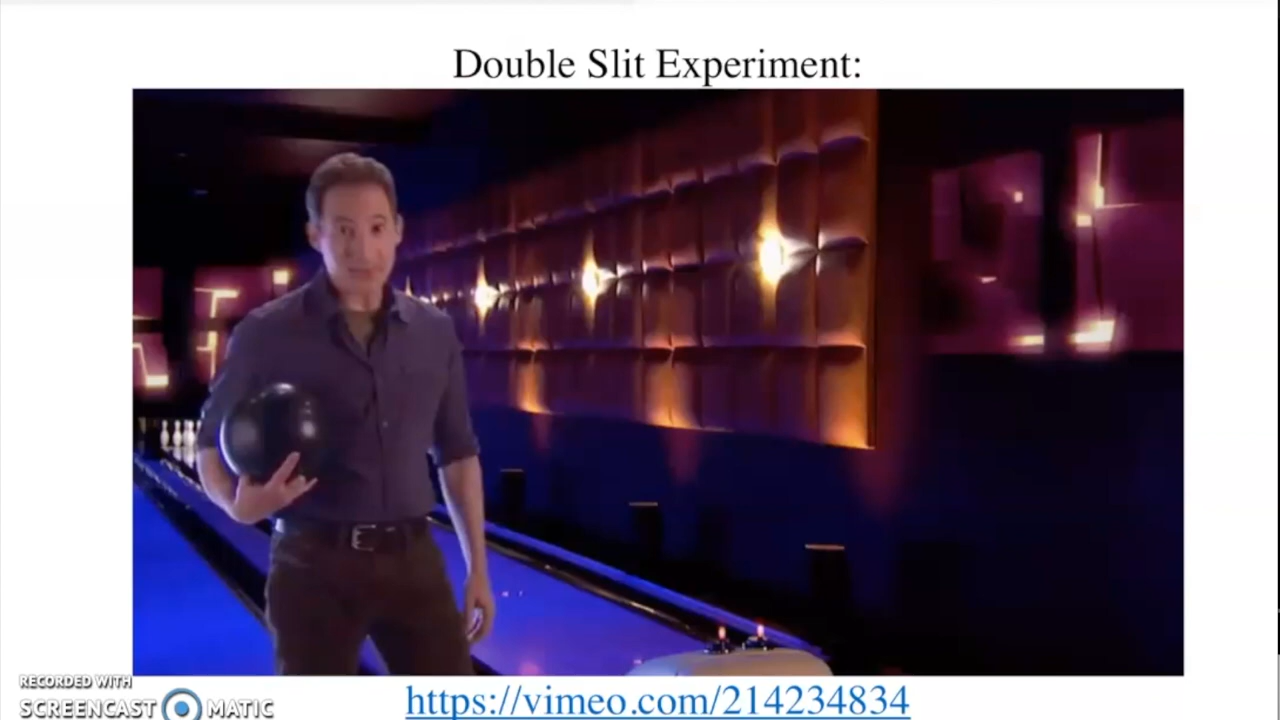 Double Slit Experiment:
RECORDED WITH
SCREENCAST MATIC
https://vimeo.com/214234834